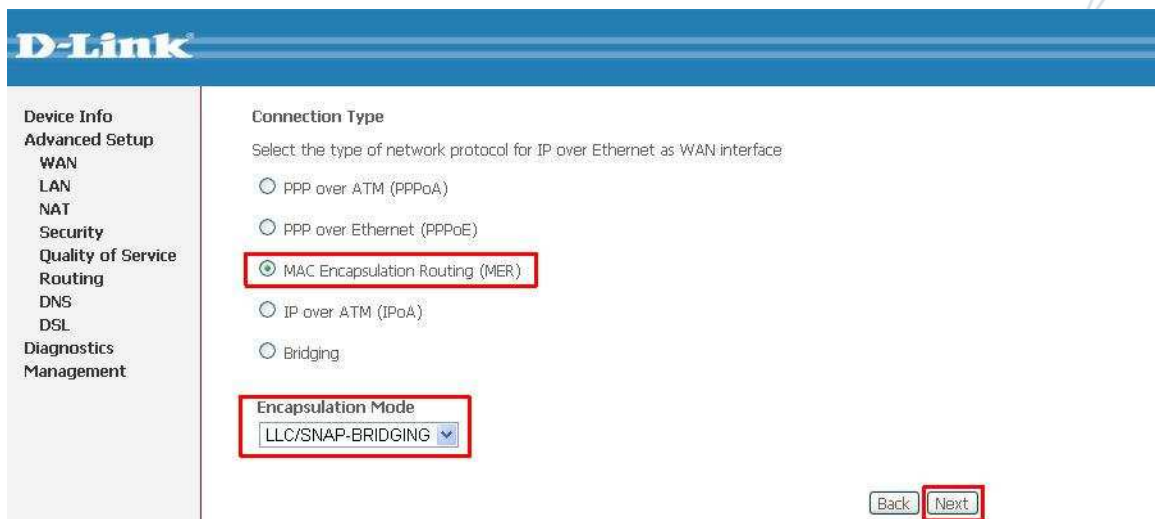 D-Link
Device Info
Advanced Setup
WAN
LAN
NAT
Security
Quality of Service
Routing
DNS
DSL
Diagnostics
Management
Connection Type
Select the type of network protocol for IP over Ethernet as WAN interface
PPP over ATM (PPPoA)
PPP over Ethernet (PPPoE)
MAC Encapsulation Routing (MER)
IP over ATM (IPoA)
Bridging
Encapsulation Mode
LLC/SNAP-BRIDGING
Back Next